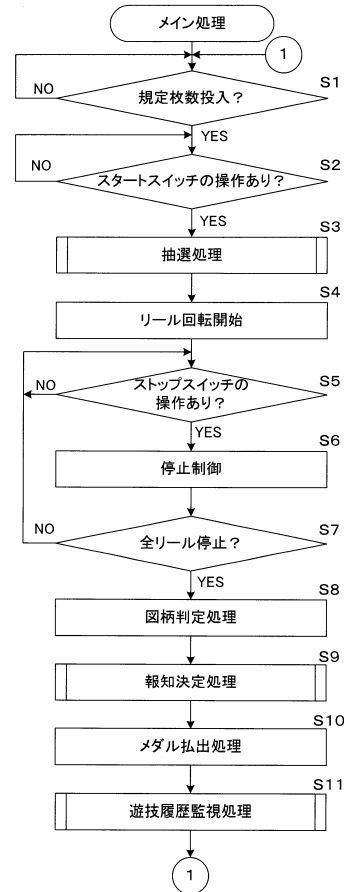 メイン処理
1
S1
規定枚数投入?
NO
YES
S2
スタートスイッチの操作あり?
NO
YES
S3
抽選処理
S4
リール回転開始
S5
ストップスイッチの
操作あり?
NO
YES
S6
停止制御
S7
全リール停止?
NO
YES
S8
図柄判定処理
S9
報知決定処理
S10
メダル払出処理
S11
遊技履歴監視処理
1